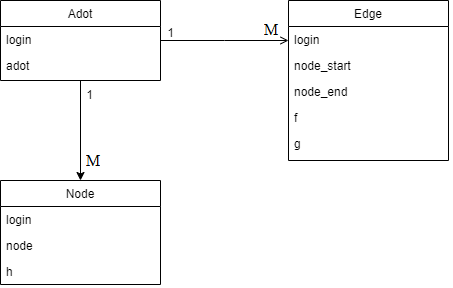 Adot
login
adot
1
M
Edge
login
node_start
node_end
f
g
1
M
Node
login
node
h